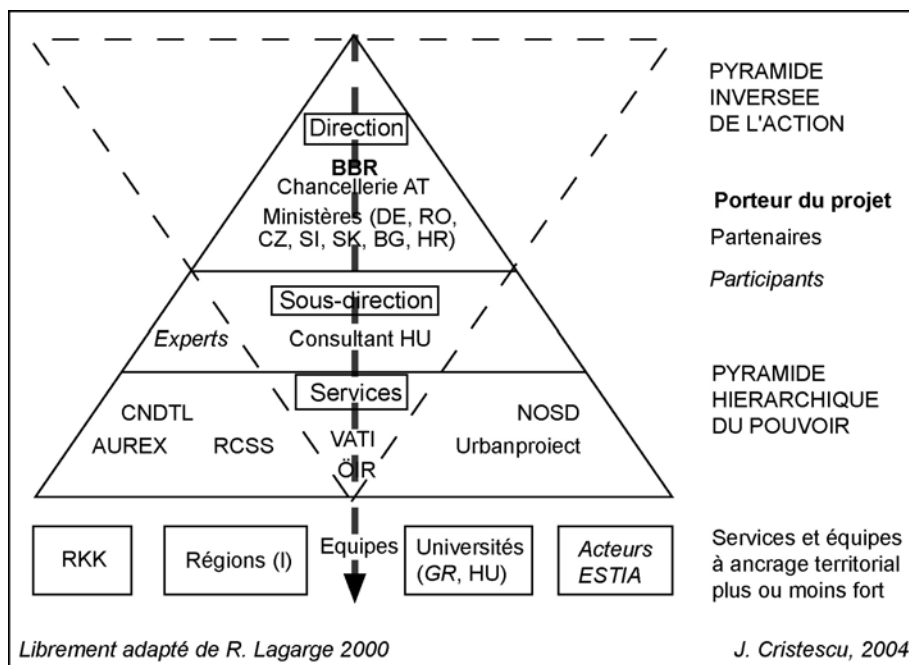 PYRAMIDE
INVERSEE
DE L'ACTION
Direction
BBR
Chancellerie AT
Ministères (DE, RO,
CZ, SI, SK, BG, HR)
Porteur du projet
Partenaires
Participants
Sous-direction
Experts
Consultant HU
Services
PYRAMIDE
HIERARCHIQUE
DU POUVOIR
CNDTL
NOSD
AUREX
RCSS
VATI
Urbanproiect
ÖIR
RKK
Régions (I)
Equipes
Universités
(GR, HU)
Acteurs
ESTIA
Services et équipes
à ancrage territorial
plus ou moins fort
Librement adapté de R. Lagarge 2000
J. Cristescu, 2004